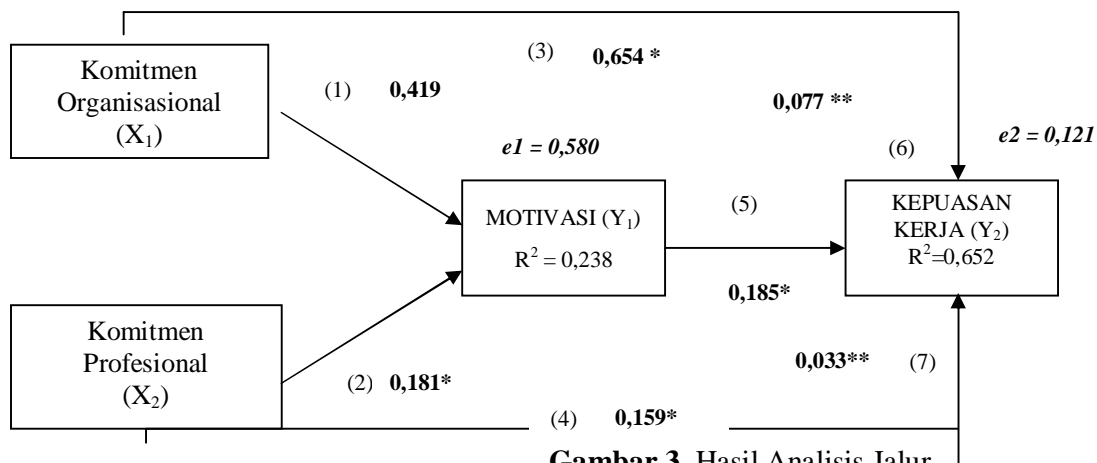 (3) 0,654 *
Komitmen
Organisasional
(X₁)
(1) 0,419
0,077 **
e1 = 0,580
(6)
e2 = 0,121
MOTIVASI (Y₁)
R² = 0,238
(5)
0,185*
KEPUASAN
KERJA (Y₂)
R²=0,652
Komitmen
Profesional
(X₂)
(2) 0,181*
0,033** (7)
(4) 0,159*
Gambar 3. Hasil Analisis Jalur